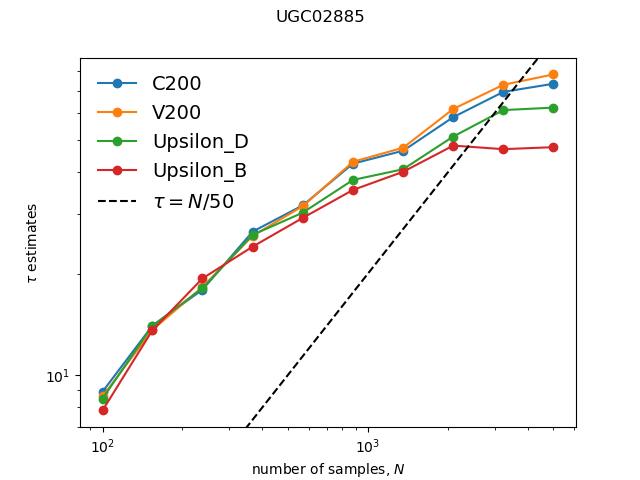 UGC02885
C200
V200
Upsilon_D
Upsilon_B
τ = N/50
τ estimates
10¹
10² 10³
number of samples, N